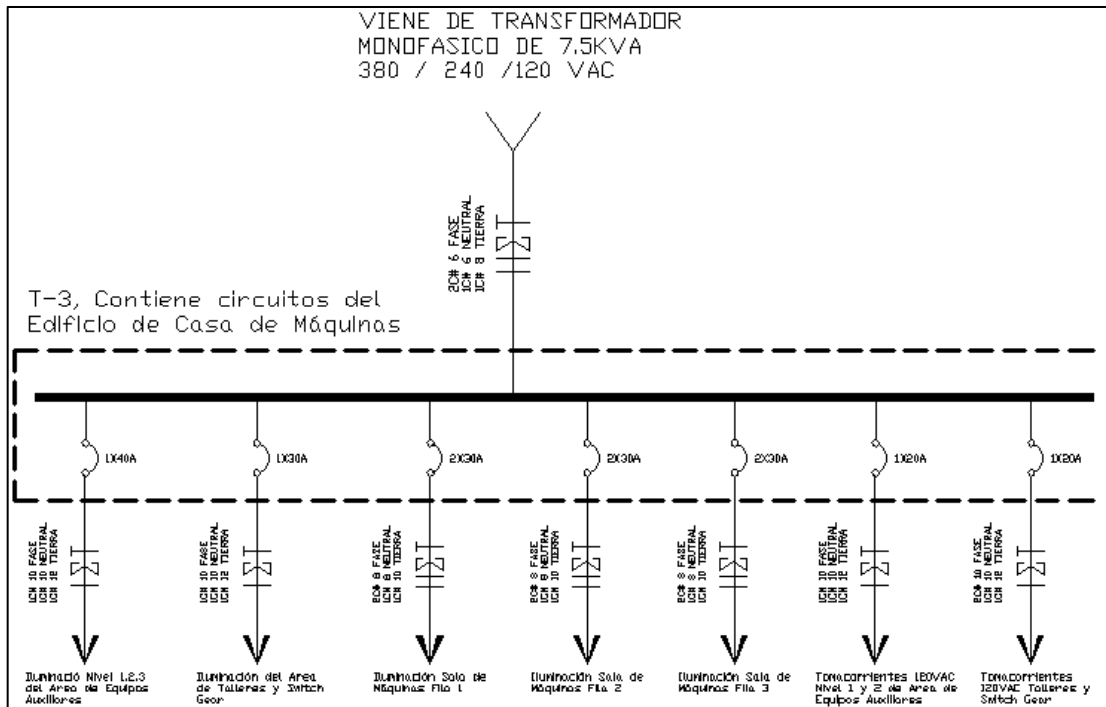 VIENE DE TRANSFORMADOR
MONOFASICO DE 7.5KVA
380 / 240 /120 VAC
2C# 6 FASE
1C# 6 NEUTRAL
1C# 8 TIERRA
T-3, Contiene circuitos del
Edificio de Casa de Máquinas
1X40A
1X30A
2X30A
2X30A
2X30A
1X20A
1X20A
1C# 10 FASE
1C# 10 NEUTRAL
1C# 12 TIERRA
1C# 10 FASE
1C# 10 NEUTRAL
1C# 12 TIERRA
2C# 8 FASE
1C# 8 NEUTRAL
1C# 10 TIERRA
2C# 8 FASE
1C# 8 NEUTRAL
1C# 10 TIERRA
2C# 8 FASE
1C# 8 NEUTRAL
1C# 10 TIERRA
1C# 10 FASE
1C# 10 NEUTRAL
1C# 12 TIERRA
2C# 10 FASE
1C# 10 NEUTRAL
1C# 12 TIERRA
Iluminació Nivel 1,2,3
del Area de Equipos
Auxiliares
Iluminación del Area
de Talleres y Switch
Gear
Iluminación Sala de
Máquinas Fila 1
Iluminación Sala de
Máquinas Fila 2
Iluminación Sala de
Máquinas Fila 3
Tomacorrientes 120VAC
Nivel 1 y 2 de Area de
Equipos Auxiliares
Tomacorrientes
120VAC Talleres y
Switch Gear